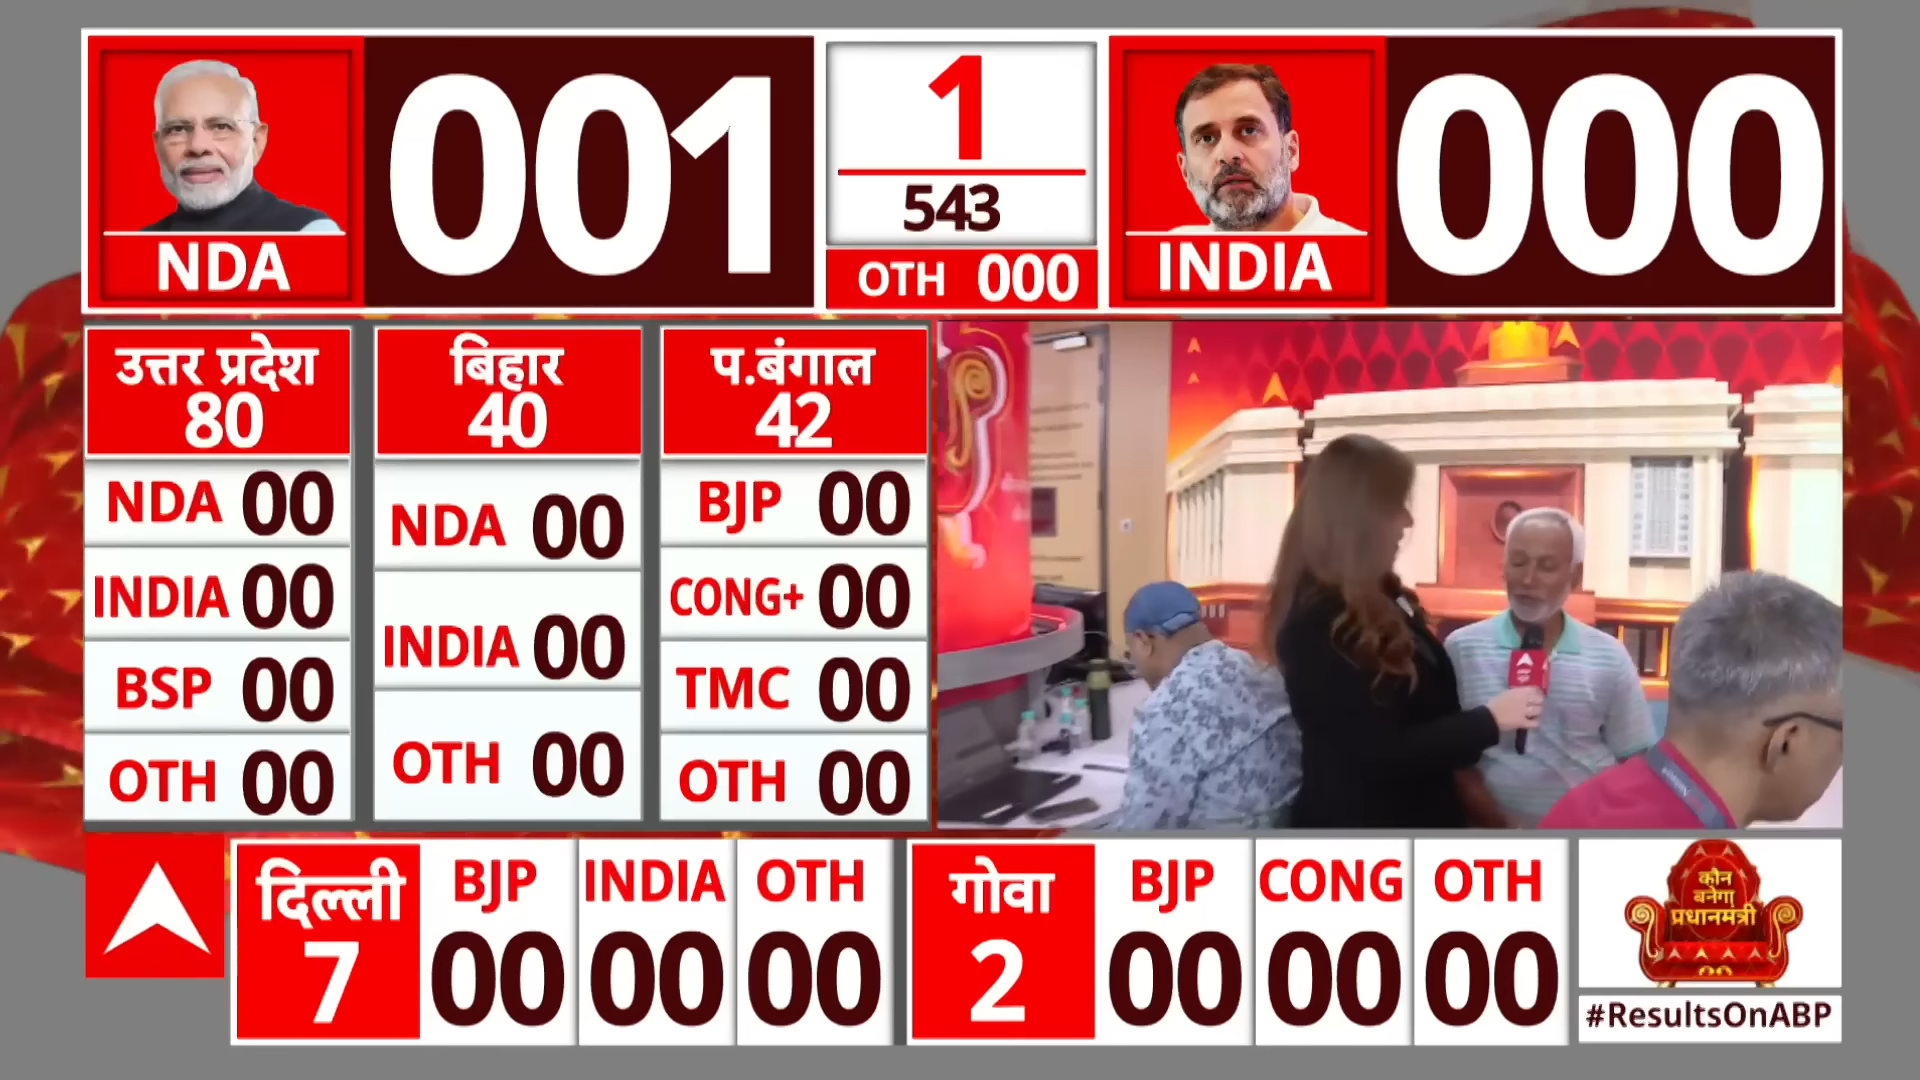 NDA
001
1
543
OTH 000
INDIA
000
उत्तर प्रदेश
80
NDA 00
INDIA 00
BSP 00
OTH 00
बिहार
40
NDA 00
INDIA 00
OTH 00
प.बंगाल
42
BJP 00
CONG+ 00
TMC 00
OTH 00
दिल्ली
7
BJP
00
INDIA
00
OTH
00
गोवा
2
BJP
00
CONG
00
OTH
00
कौन
बनेगा
प्रधानमंत्री
#ResultsOnABP